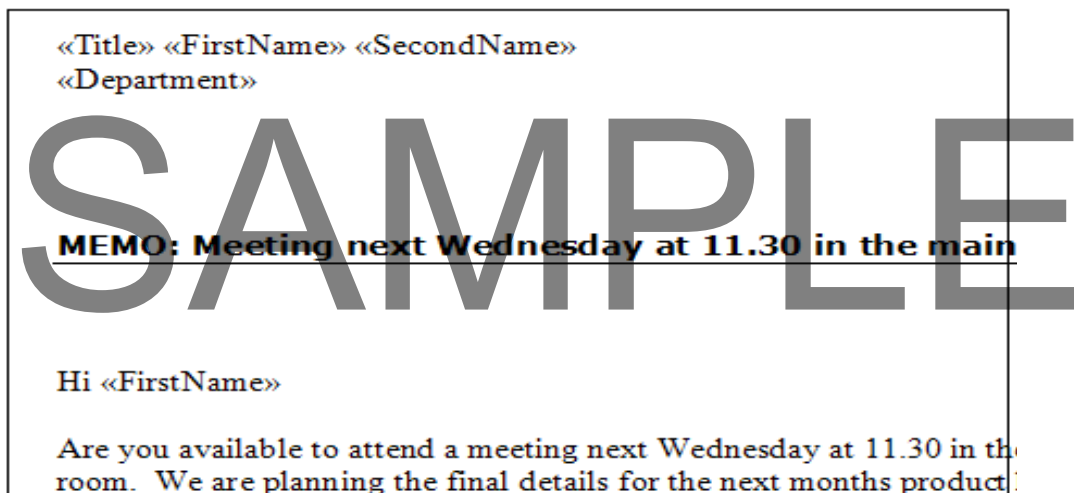 «Title» «FirstName» «SecondName»
«Department»
SAMPLE
MEMO: Meeting next Wednesday at 11.30 in the main
Hi «FirstName»
Are you available to attend a meeting next Wednesday at 11.30 in the
room. We are planning the final details for the next months product